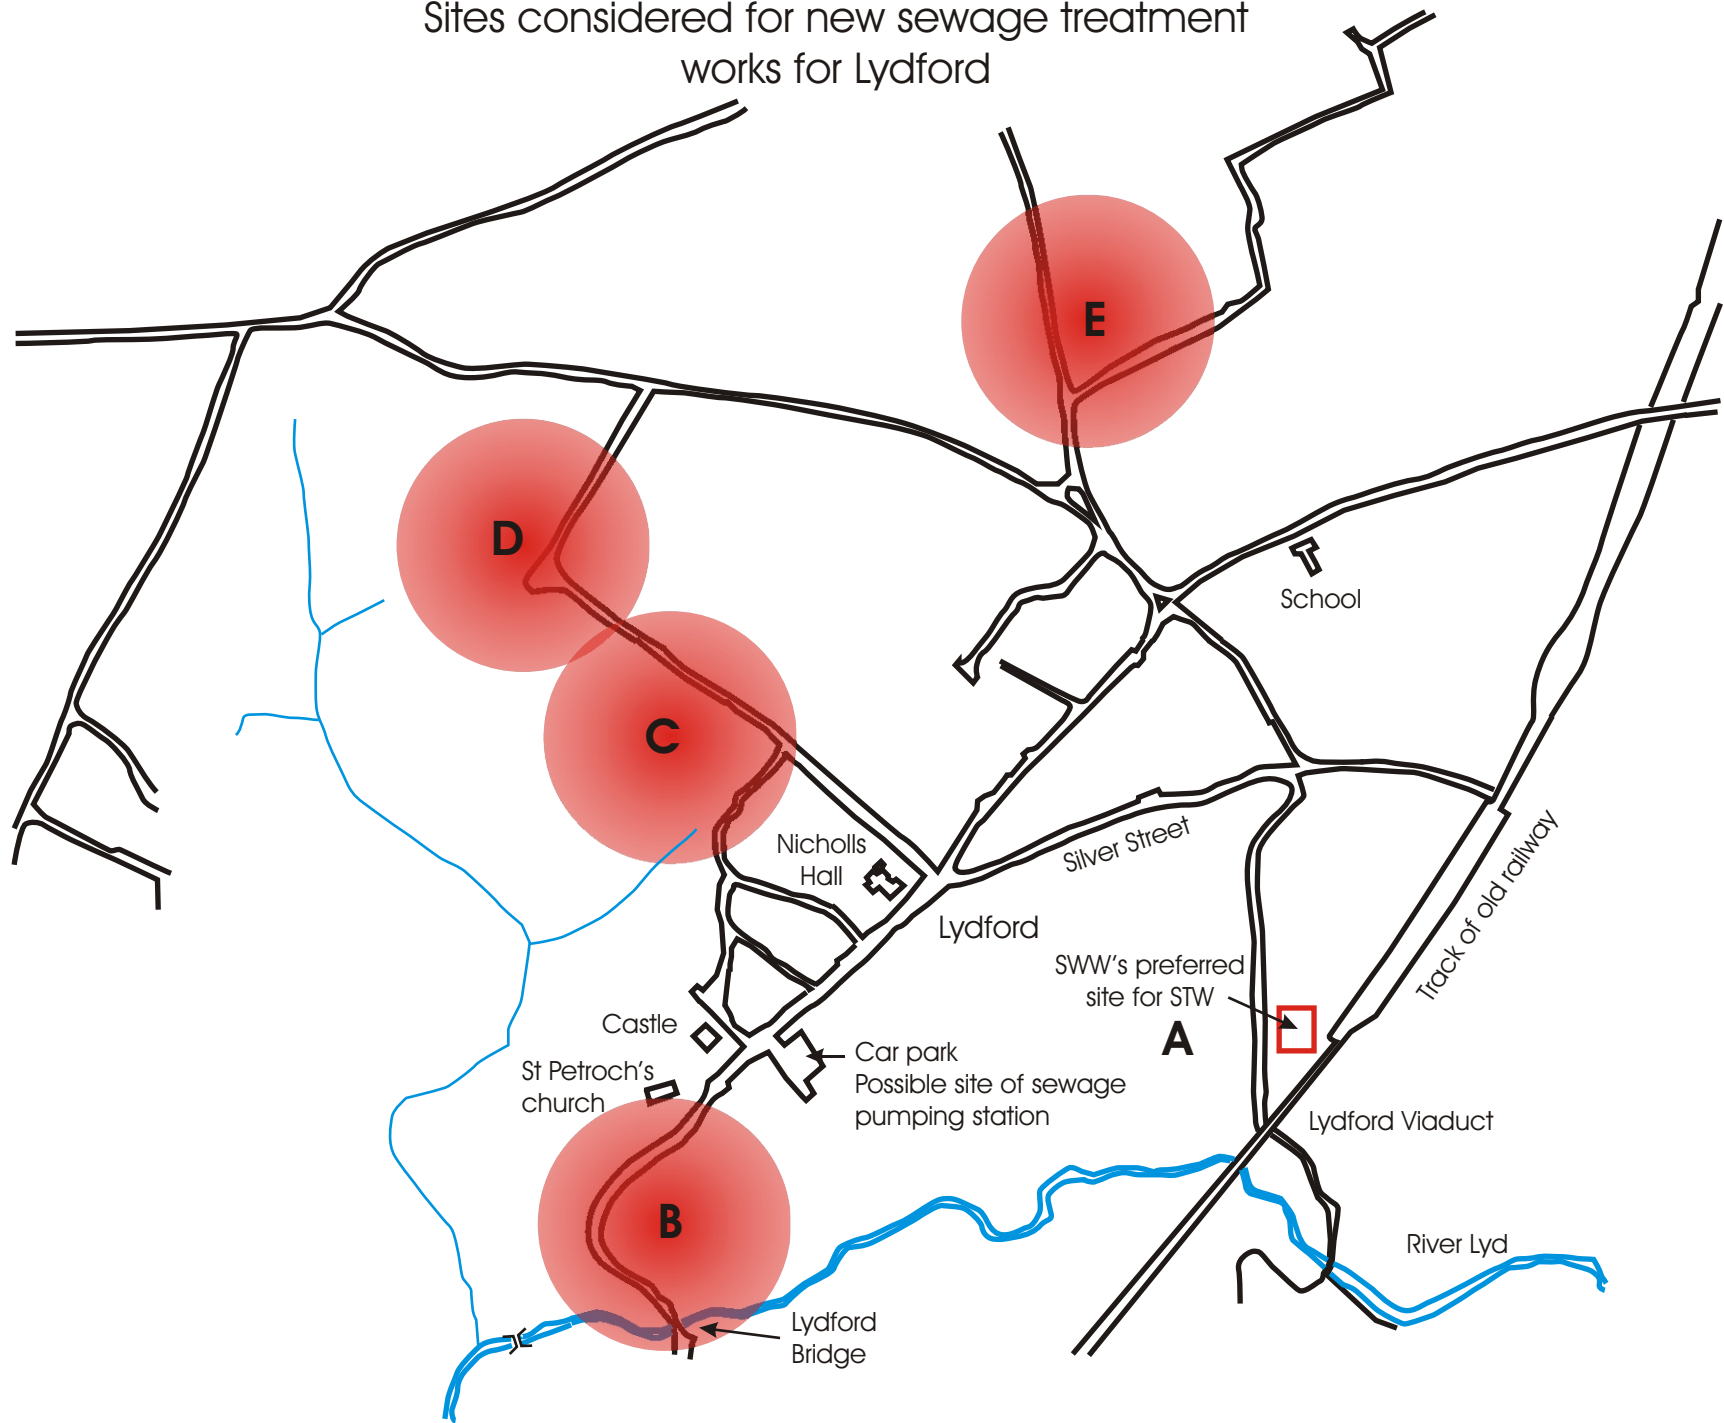 Sites considered for new sewage treatment
works for Lydford
E
D
School
C
Nicholls
Hall
Silver Street
Track of old railway
Lydford
SWW's preferred
site for STW
A
Castle
Car park
Possible site of sewage
pumping station
St Petroch's
church
Lydford Viaduct
B
River Lyd
Lydford
Bridge